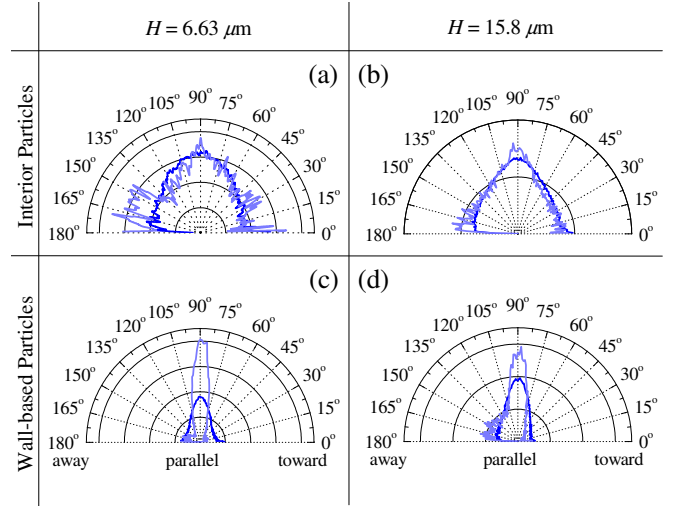 H = 6.63 μm
H = 15.8 μm
Interior Particles
(a)
180° 165° 150° 135° 120° 105° 90° 75° 60° 45° 30° 15° 0°
(b)
180° 165° 150° 135° 120° 105° 90° 75° 60° 45° 30° 15° 0°
Wall-based Particles
(c)
180° 165° 150° 135° 120° 105° 90° 75° 60° 45° 30° 15° 0°
away parallel toward
(d)
180° 165° 150° 135° 120° 105° 90° 75° 60° 45° 30° 15° 0°
away parallel toward